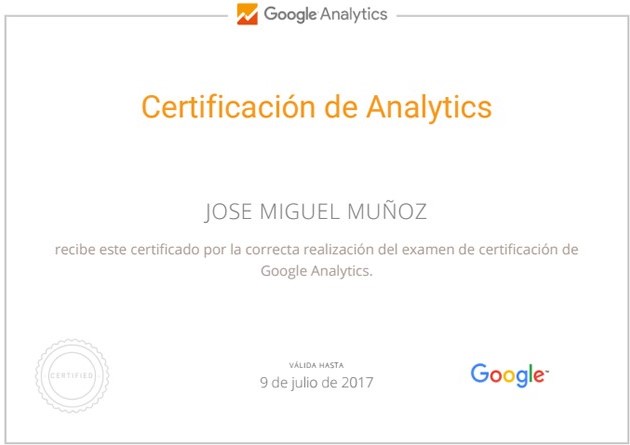 Google Analytics
Certificación de Analytics
JOSE MIGUEL MUÑOZ
recibe este certificado por la correcta realización del examen de certificación de
Google Analytics.
CERTIFIED
VÁLIDA HASTA
9 de julio de 2017
Google™